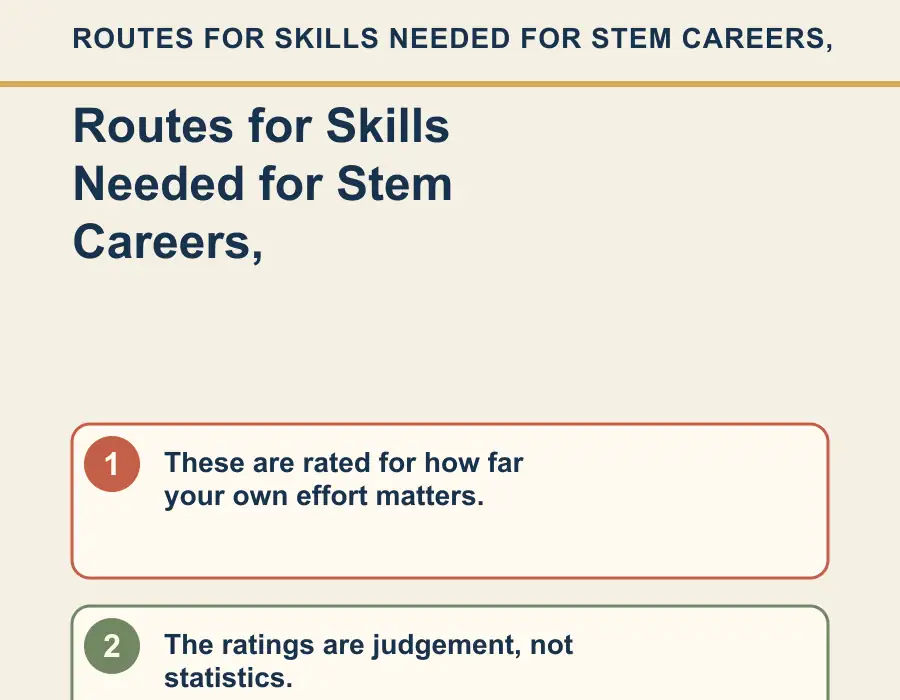 ROUTES FOR SKILLS NEEDED FOR STEM CAREERS,
Routes for Skills
Needed for Stem
Careers,
1
These are rated for how far
your own effort matters.
2
The ratings are judgement, not
statistics.